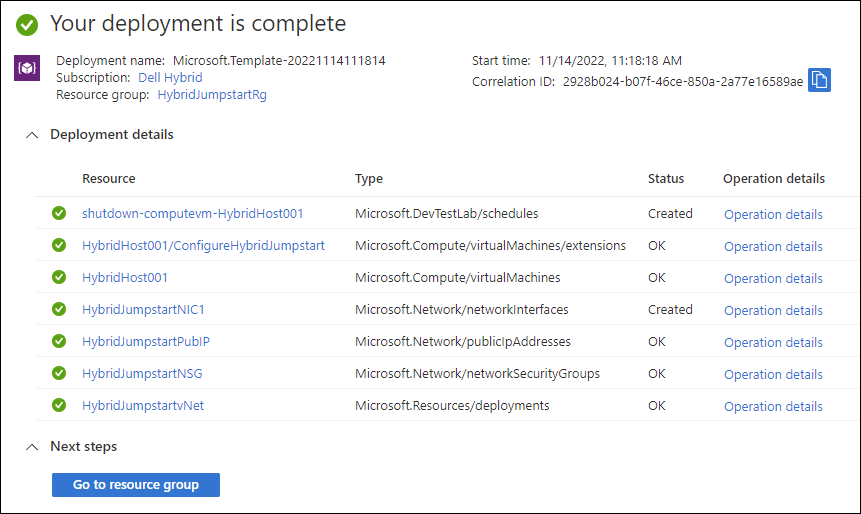 Your deployment is complete
Deployment name: Microsoft.Template-20221114111814
Subscription: Dell Hybrid
Resource group: HybridJumpstartRg
Start time: 11/14/2022, 11:18:18 AM
Correlation ID: 2928b024-b07f-46ce-850a-2a77e16589ae
Deployment details
Resource Type Status Operation details
shutdown-computevm-HybridHost001 Microsoft.DevTestLab/schedules Created Operation details
HybridHost001/ConfigureHybridJumpstart Microsoft.Compute/virtualMachines/extensions OK Operation details
HybridHost001 Microsoft.Compute/virtualMachines OK Operation details
HybridJumpstartNIC1 Microsoft.Network/networkInterfaces Created Operation details
HybridJumpstartPubIP Microsoft.Network/publicIpAddresses OK Operation details
HybridJumpstartNSG Microsoft.Network/networkSecurityGroups OK Operation details
HybridJumpstartvNet Microsoft.Resources/deployments OK Operation details
Next steps
Go to resource group